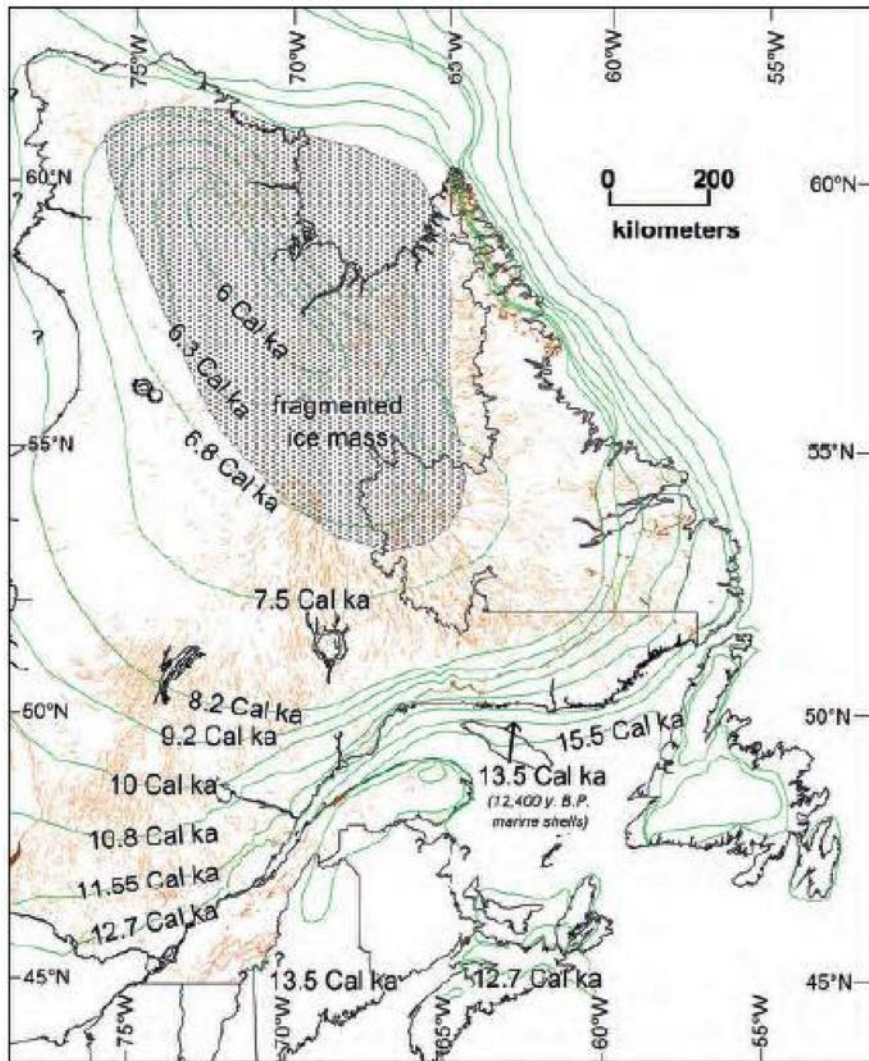 75°W
70°W
65°W
60°W
55°W
?
60°N
0 200
60°N
kilometers
?
?
6 Cal ka
6.3 Cal ka
fragmented
ice mass
55°N
6.8 Cal ka
55°N
7.5 Cal ka
8.2 Cal ka
50°N
9.2 Cal ka
15.5 Cal ka
50°N
10 Cal ka
13.5 Cal ka
(12,400 y. B.P.
marine shells)
10.8 Cal ka
11.55 Cal ka
12.7 Cal ka
?
?
?
?
45°N
13.5 Cal ka
12.7 Cal ka
45°N
75°W
70°W
65°W
60°W
55°W